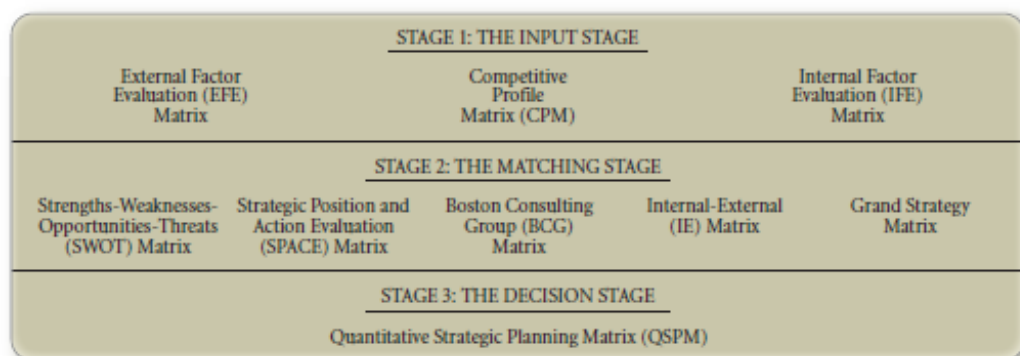 STAGE 1: THE INPUT STAGE
External Factor
Evaluation (EFE)
Matrix
Competitive
Profile
Matrix (CPM)
Internal Factor
Evaluation (IFE)
Matrix
STAGE 2: THE MATCHING STAGE
Strengths-Weaknesses-
Opportunities-Threats
(SWOT) Matrix
Strategic Position and
Action Evaluation
(SPACE) Matrix
Boston Consulting
Group (BCG)
Matrix
Internal-External
(IE) Matrix
Grand Strategy
Matrix
STAGE 3: THE DECISION STAGE
Quantitative Strategic Planning Matrix (QSPM)